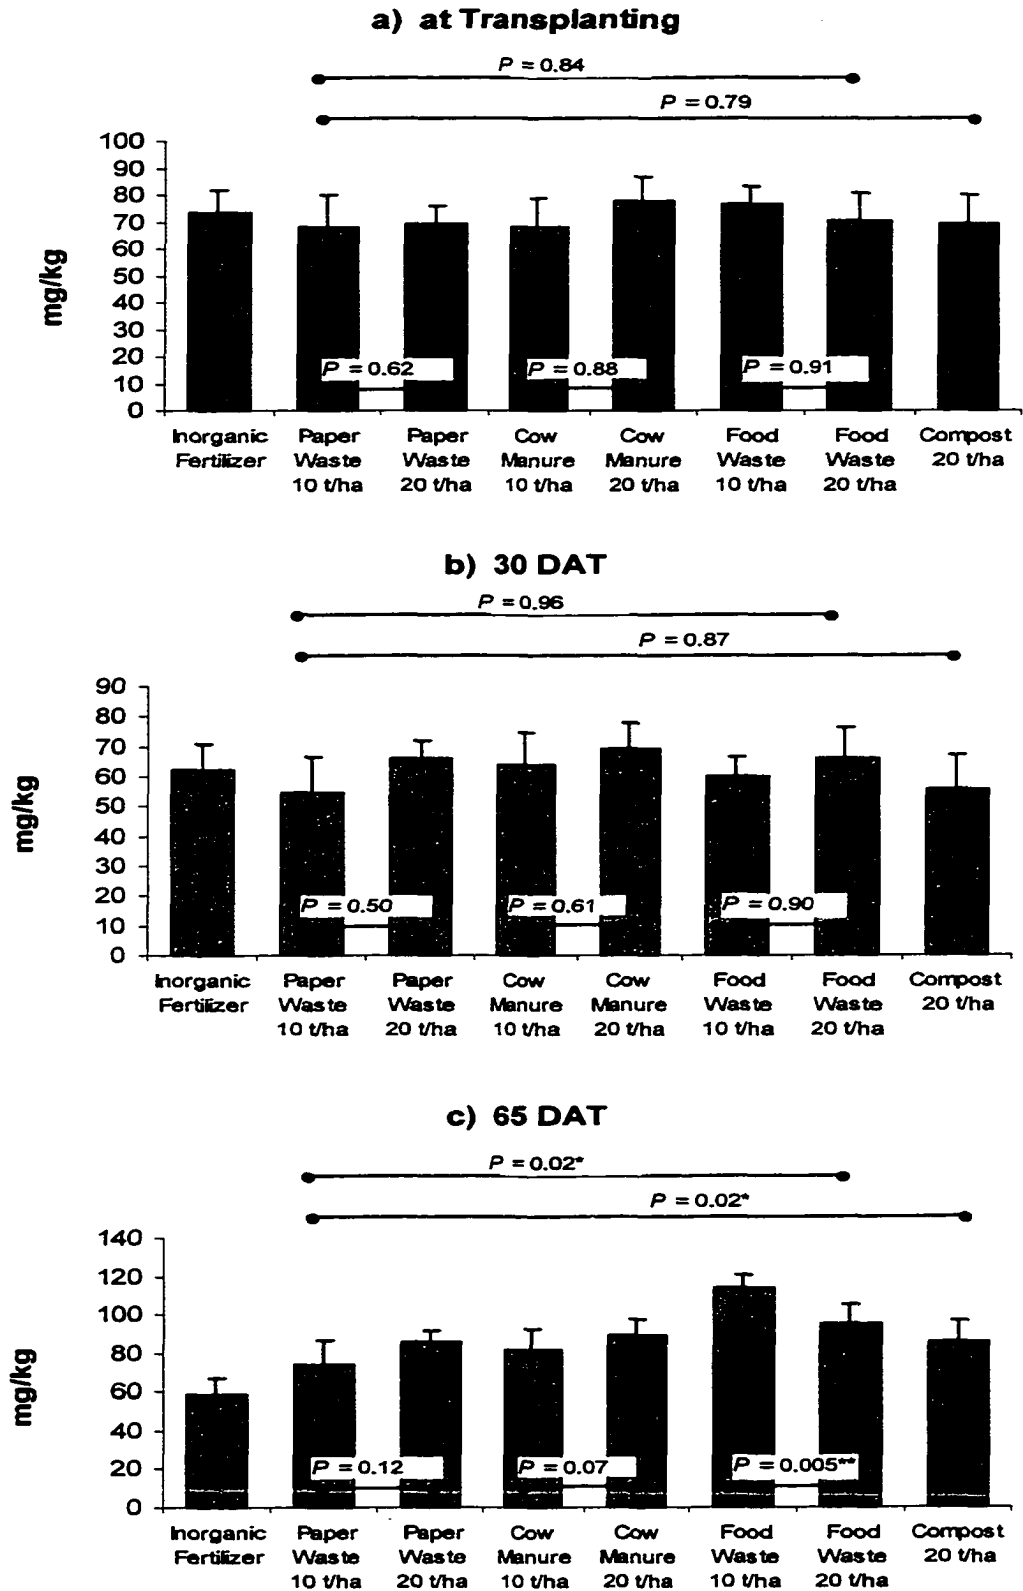 a) at Transplanting
P = 0.84
P = 0.79
100
90
80
70
60
50
40
30
20
10
0
mg/kg
P = 0.62
P = 0.88
P = 0.91
Inorganic Paper Paper Cow Cow Food Food Compost
Fertilizer Waste Waste Manure Manure Waste Waste 20 t/ha
10 t/ha 20 t/ha 10 t/ha 20 t/ha 10 t/ha 20 t/ha
b) 30 DAT
P = 0.96
P = 0.87
90
80
70
60
50
40
30
20
10
0
mg/kg
P = 0.50
P = 0.61
P = 0.90
Inorganic Paper Paper Cow Cow Food Food Compost
Fertilizer Waste Waste Manure Manure Waste Waste 20 t/ha
10 t/ha 20 t/ha 10 t/ha 20 t/ha 10 t/ha 20 t/ha
c) 65 DAT
P = 0.02*
P = 0.02*
140
120
100
80
60
40
20
0
mg/kg
P = 0.12
P = 0.07
P = 0.005**
Inorganic Paper Paper Cow Cow Food Food Compost
Fertilizer Waste Waste Manure Manure Waste Waste 20 t/ha
10 t/ha 20 t/ha 10 t/ha 20 t/ha 10 t/ha 20 t/ha